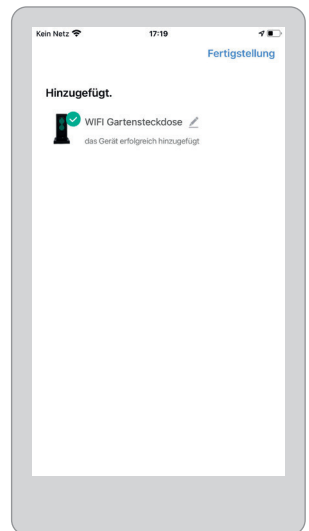 Kein Netz 17:19
Fertigstellung
Hinzugefügt.
WIFI Gartensteckdose
das Gerät erfolgreich hinzugefügt